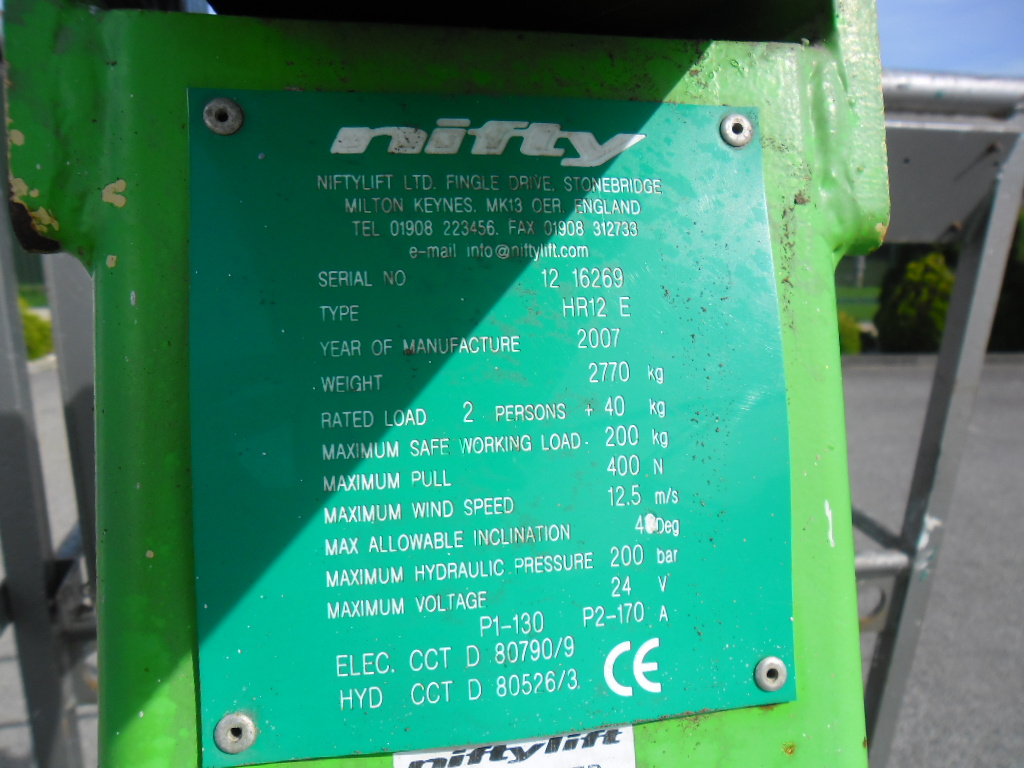 nifty
NIFTYLIFT LTD. FINGLE DRIVE, STONEBRIDGE
MILTON KEYNES. MK13 OER. ENGLAND
TEL 01908 223456. FAX 01908 312733
e-mail info@niftylift.com
SERIAL NO 12 16269
TYPE HR12 E
YEAR OF MANUFACTURE 2007
WEIGHT 2770 kg
RATED LOAD 2 PERSONS + 40 kg
MAXIMUM SAFE WORKING LOAD 200 kg
MAXIMUM PULL 400 N
MAXIMUM WIND SPEED 12.5 m/s
MAX ALLOWABLE INCLINATION Deg
MAXIMUM HYDRAULIC PRESSURE 200 bar
MAXIMUM VOLTAGE 24 V
P1-130 P2-170 A
ELEC. CCT D 80790/9
HYD CCT D 80526/3
CE
niftylift